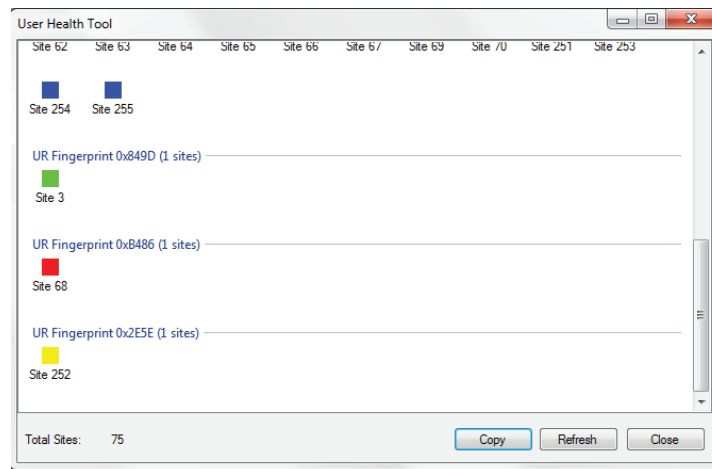 User Health Tool
Site 62 Site 63 Site 64 Site 65 Site 66 Site 67 Site 69 Site 70 Site 251 Site 253
Site 254 Site 255
UR Fingerprint 0x849D (1 sites)
Site 3
UR Fingerprint 0xB486 (1 sites)
Site 68
UR Fingerprint 0x2E5E (1 sites)
Site 252
Total Sites: 75 Copy Refresh Close